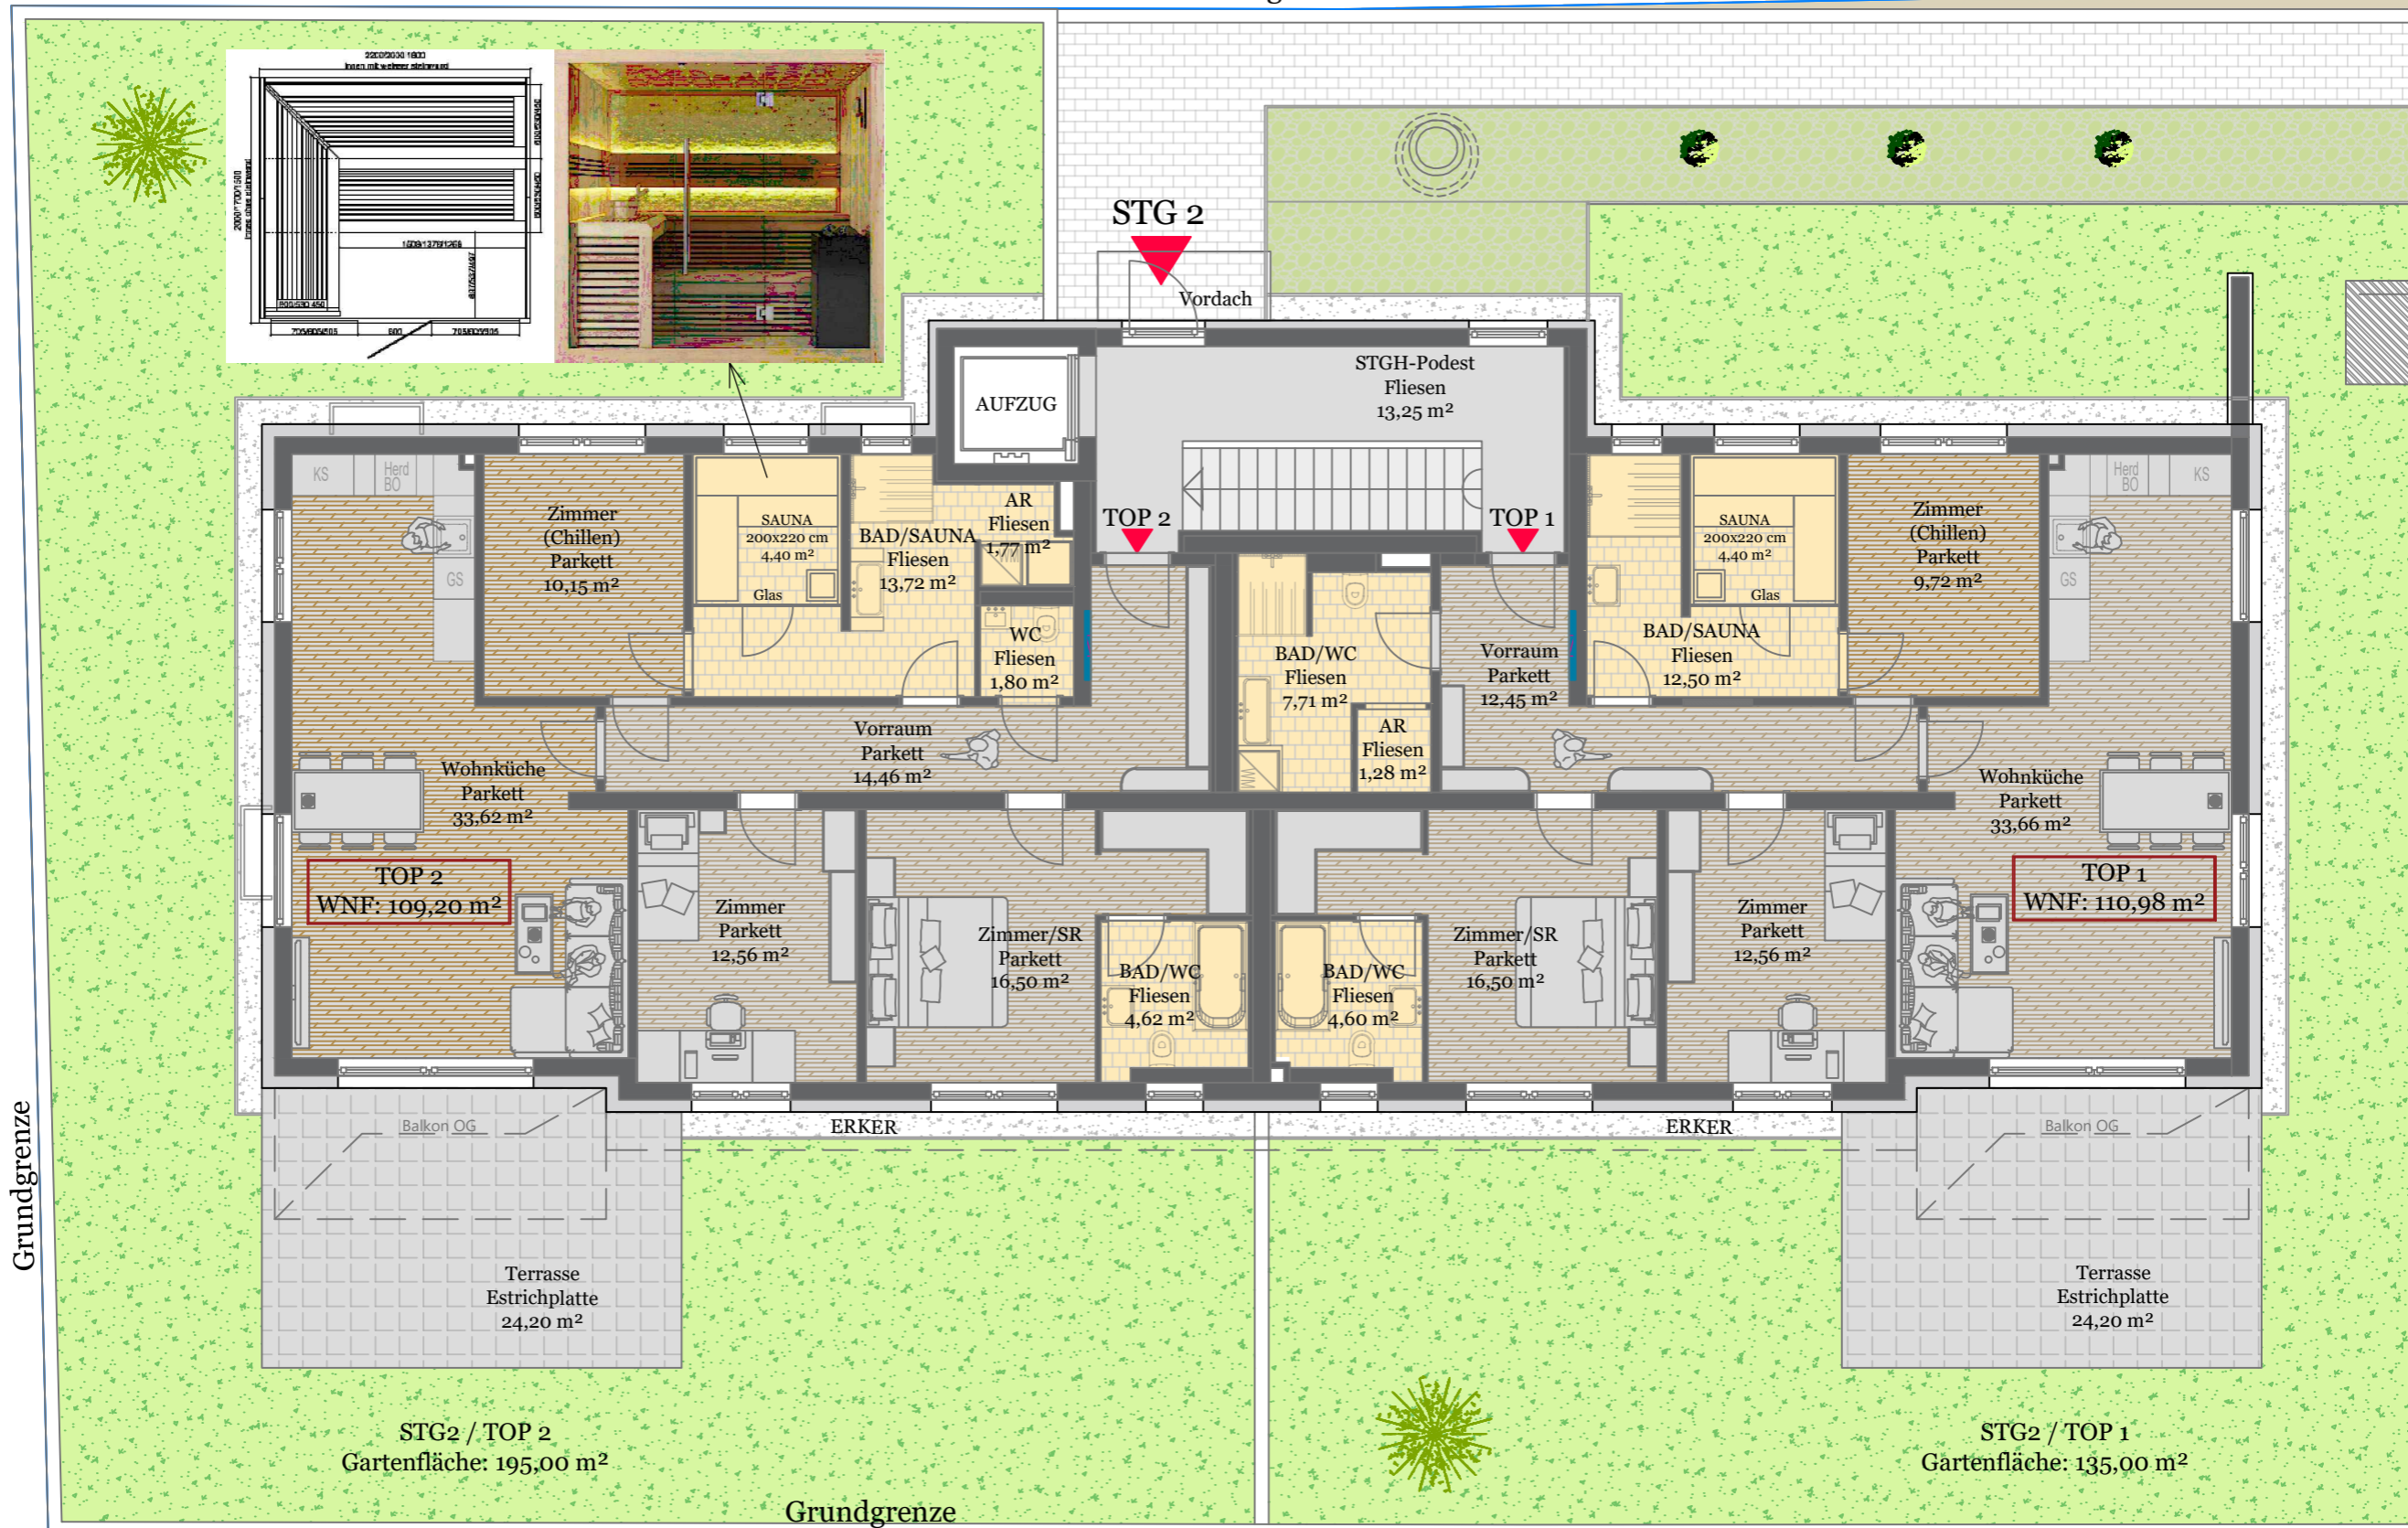 2200/2000 1800
STG 2
Vordach
STGH-Podest
Fliesen
13,25 m²
AUFZUG
TOP 2
TOP 1
KS
Herd
BO
GS
Zimmer
(Chillen)
Parkett
10,15 m²
SAUNA
200x220 cm
4,40 m²
Glas
BAD/SAUNA
Fliesen
13,72 m²
AR
Fliesen
1,77 m²
WM
WC
Fliesen
1,80 m²
Vorraum
Parkett
14,46 m²
Wohnküche
Parkett
33,62 m²
TOP 2
WNF: 109,20 m²
Zimmer
Parkett
12,56 m²
Zimmer/SR
Parkett
16,50 m²
BAD/WC
Fliesen
4,62 m²
BAD/WC
Fliesen
7,71 m²
AR
Fliesen
1,28 m²
Vorraum
Parkett
12,45 m²
BAD/SAUNA
Fliesen
12,50 m²
SAUNA
200x220 cm
4,40 m²
Glas
Zimmer
(Chillen)
Parkett
9,72 m²
Herd
BO
KS
GS
Wohnküche
Parkett
33,66 m²
TOP 1
WNF: 110,98 m²
BAD/WC
Fliesen
4,60 m²
Zimmer/SR
Parkett
16,50 m²
Zimmer
Parkett
12,56 m²
ERKER
ERKER
Balkon OG
Balkon OG
Terrasse
Estrichplatte
24,20 m²
Terrasse
Estrichplatte
24,20 m²
STG2 / TOP 2
Gartenfläche: 195,00 m²
STG2 / TOP 1
Gartenfläche: 135,00 m²
Grundgrenze
Grundgrenze